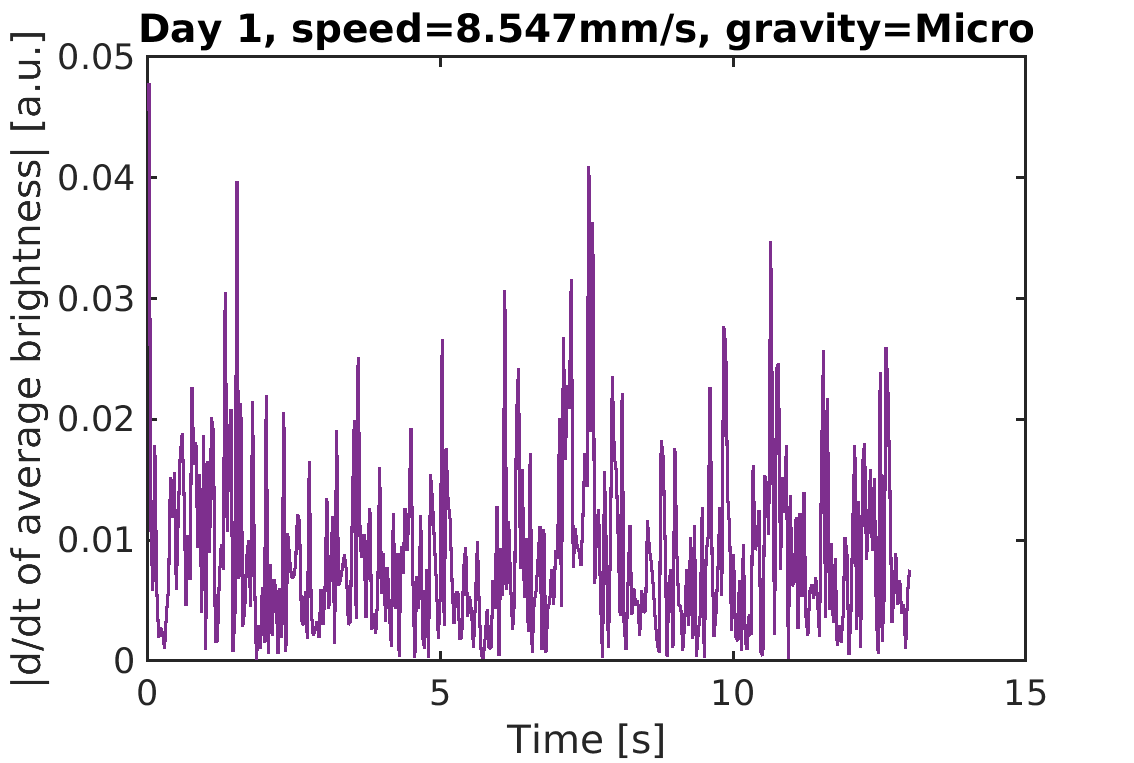 Day 1, speed=8.547mm/s, gravity=Micro
|d/dt of average brightness| [a.u.]
0.05
0.04
0.03
0.02
0.01
0
0 5 10 15
Time [s]